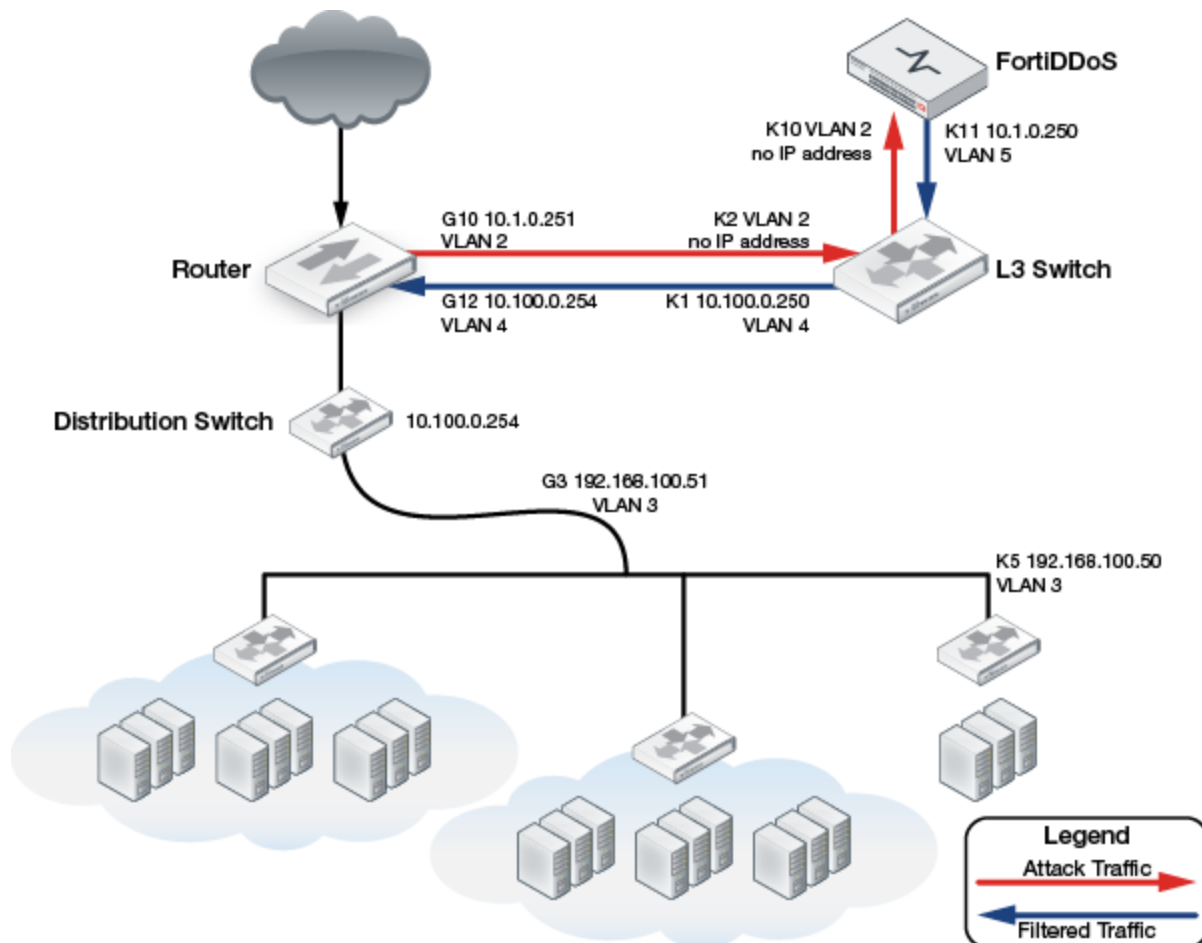 FortiDDoS
K10 VLAN 2
no IP address
K11 10.1.0.250
VLAN 5
G10 10.1.0.251
VLAN 2
K2 VLAN 2
no IP address
Router
L3 Switch
G12 10.100.0.254
VLAN 4
K1 10.100.0.250
VLAN 4
Distribution Switch
10.100.0.254
G3 192.168.100.51
VLAN 3
K5 192.168.100.50
VLAN 3
Legend
Attack Traffic
Filtered Traffic